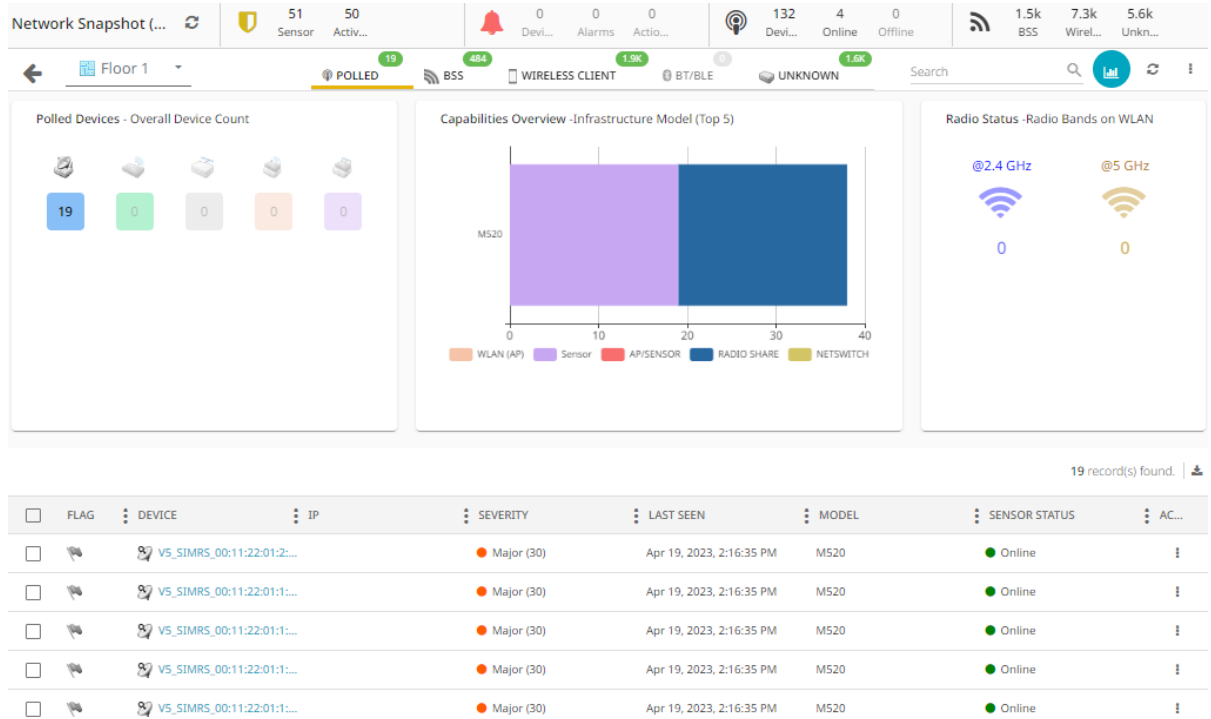 Network Snapshot (...
51 50 0 0 0 132 4 0 1.5k 7.3k 5.6k
Sensor Activ... Devi... Alarms Actio... Devi... Online Offline BSS Wirel... Unkn...
Floor 1
POLLED 19 BSS 484 WIRELESS CLIENT 1.9K BT/BLE 0 UNKNOWN 1.6K
Search
Polled Devices - Overall Device Count
19 0 0 0 0
Capabilities Overview -Infrastructure Model (Top 5)
M520
0 10 20 30 40
WLAN (AP) Sensor AP/SENSOR RADIO SHARE NETSWITCH
Radio Status -Radio Bands on WLAN
@2.4 GHz @5 GHz
0 0
19 record(s) found.
FLAG DEVICE IP SEVERITY LAST SEEN MODEL SENSOR STATUS AC...
V5_SIMRS_00:11:22:01:2:... Major (30) Apr 19, 2023, 2:16:35 PM M520 Online
V5_SIMRS_00:11:22:01:1:... Major (30) Apr 19, 2023, 2:16:35 PM M520 Online
V5_SIMRS_00:11:22:01:1:... Major (30) Apr 19, 2023, 2:16:35 PM M520 Online
V5_SIMRS_00:11:22:01:1:... Major (30) Apr 19, 2023, 2:16:35 PM M520 Online
V5_SIMRS_00:11:22:01:1:... Major (30) Apr 19, 2023, 2:16:35 PM M520 Online